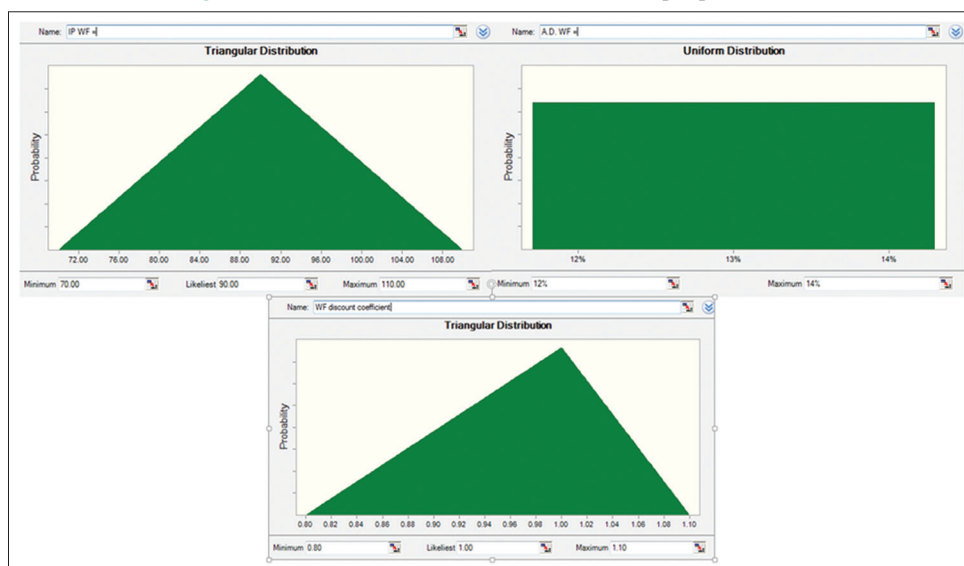 Name: IP WF =
Triangular Distribution
Probability
72.00 76.00 80.00 84.00 88.00 92.00 96.00 100.00 104.00 108.00
Minimum 70.00 Likeliest 90.00 Maximum 110.00
Name: A.D. WF =
Uniform Distribution
Probability
12% 13% 14%
Minimum 12% Maximum 14%
Name: WF discount coefficient
Triangular Distribution
Probability
0.80 0.82 0.84 0.86 0.88 0.90 0.92 0.94 0.96 0.98 1.00 1.02 1.04 1.06 1.08 1.10
Minimum 0.80 Likeliest 1.00 Maximum 1.10